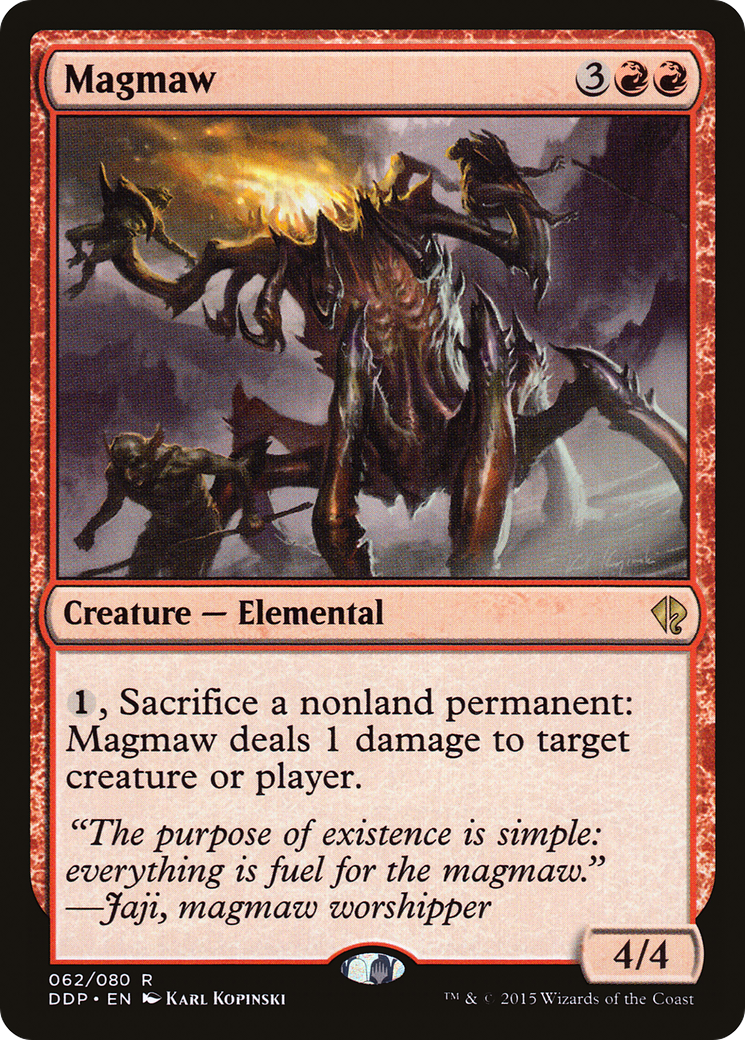 Magmaw 3
Creature — Elemental
1, Sacrifice a nonland permanent:
Magmaw deals 1 damage to target
creature or player.
“The purpose of existence is simple:
everything is fuel for the magmaw.”
—Jaji, magmaw worshipper
4/4
062/080 R
DDP • EN Karl Kopinski
™ & © 2015 Wizards of the Coast